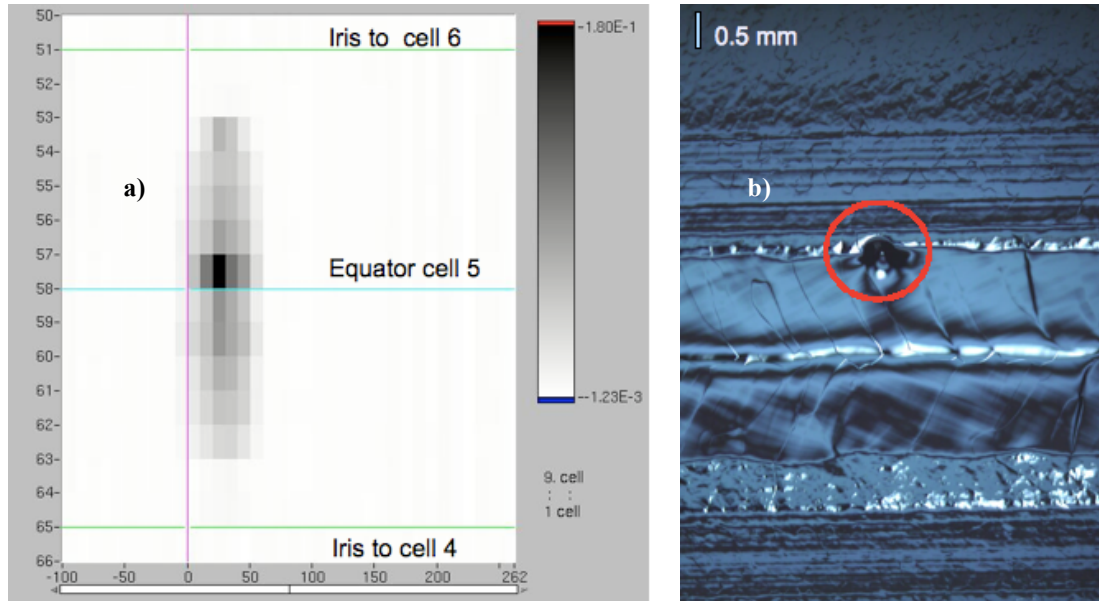 50-
51-
52-
53-
54-
55-
56-
57-
58-
59-
60-
61-
62-
63-
64-
65-
66-
Iris to cell 6
a)
Equator cell 5
Iris to cell 4
-100 -50 0 50 100 150 200 262
-1.80E-1
--1.23E-3
9. cell
: :
1 cell
0.5 mm
b)